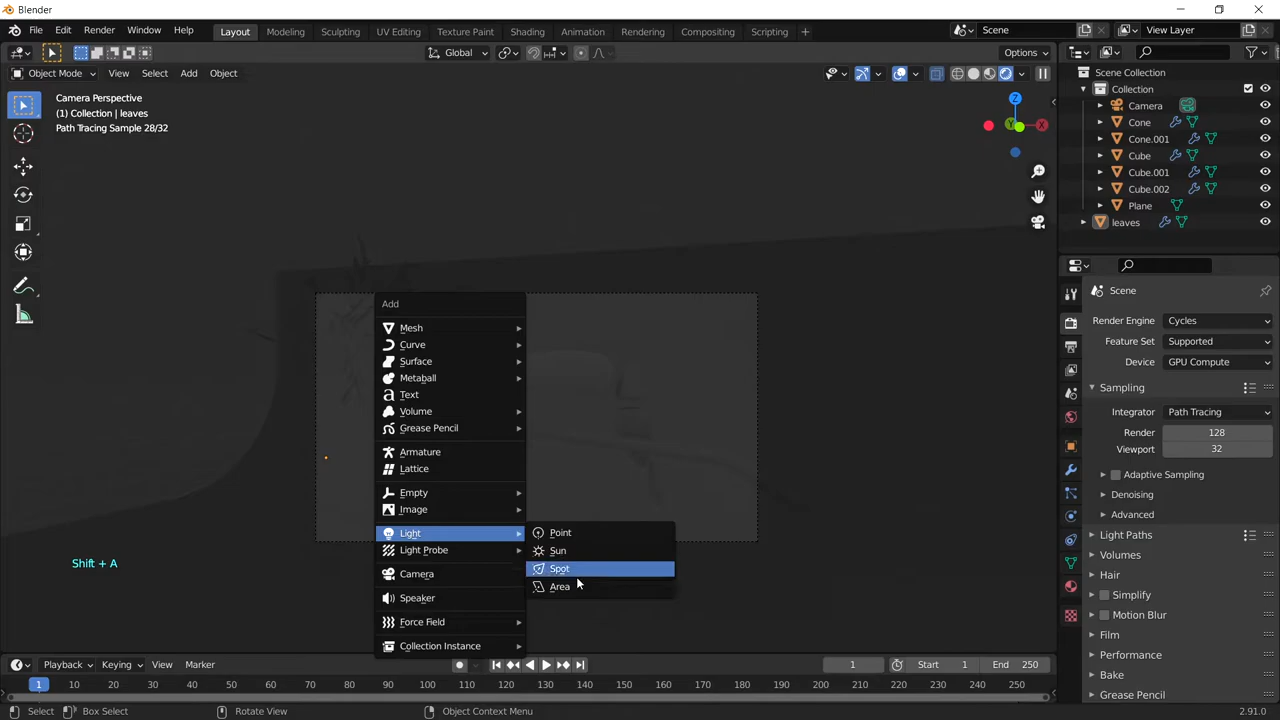 Blender
File Edit Render Window Help
Layout Modeling Sculpting UV Editing Texture Paint Shading Animation Rendering Compositing Scripting
Scene
View Layer
Global
Options
Object Mode View Select Add Object
Camera Perspective
(1) Collection | leaves
Path Tracing Sample 28/32
Z
Y
X
Shift + A
Add
Mesh
Curve
Surface
Metaball
Text
Volume
Grease Pencil
Armature
Lattice
Empty
Image
Light
Light Probe
Camera
Speaker
Force Field
Collection Instance
Point
Sun
Spot
Area
Scene Collection
Collection
Camera
Cone
Cone.001
Cube
Cube.001
Cube.002
Plane
leaves
Scene
Render Engine Cycles
Feature Set Supported
Device GPU Compute
Sampling
Integrator Path Tracing
Render 128
Viewport 32
Adaptive Sampling
Denoising
Advanced
Light Paths
Volumes
Hair
Simplify
Motion Blur
Film
Performance
Bake
Grease Pencil
Playback Keying View Marker
1
Start 1
End 250
1 20 30 40 50 60 70 80 90 100 110 120 130 140 150 160 170 180 190 200 210 220 230 240 250
Select Box Select Rotate View Object Context Menu
2.91.0